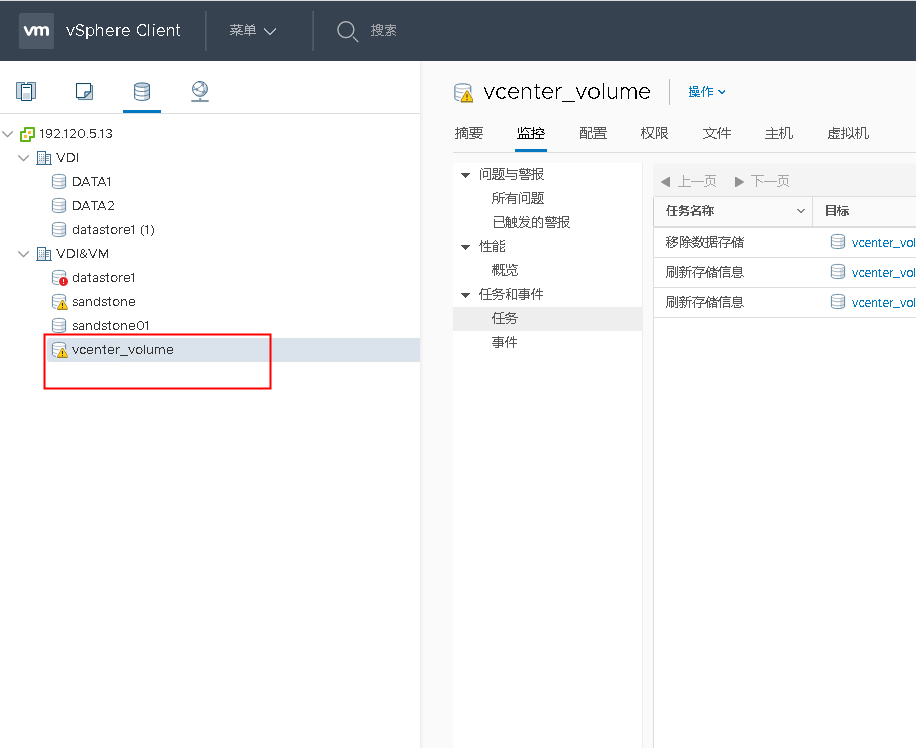 vm vSphere Client 菜单 搜索
192.120.5.13
VDI
DATA1
DATA2
datastore1 (1)
VDI&VM
datastore1
sandstone
sandstone01
vcenter_volume
vcenter_volume 操作
摘要 监控 配置 权限 文件 主机 虚拟机
问题与警报
所有问题
已触发的警报
性能
概览
任务和事件
任务
事件
上一页 下一页
任务名称 目标
移除数据存储 vcenter_vol
刷新存储信息 vcenter_vol
刷新存储信息 vcenter_vol